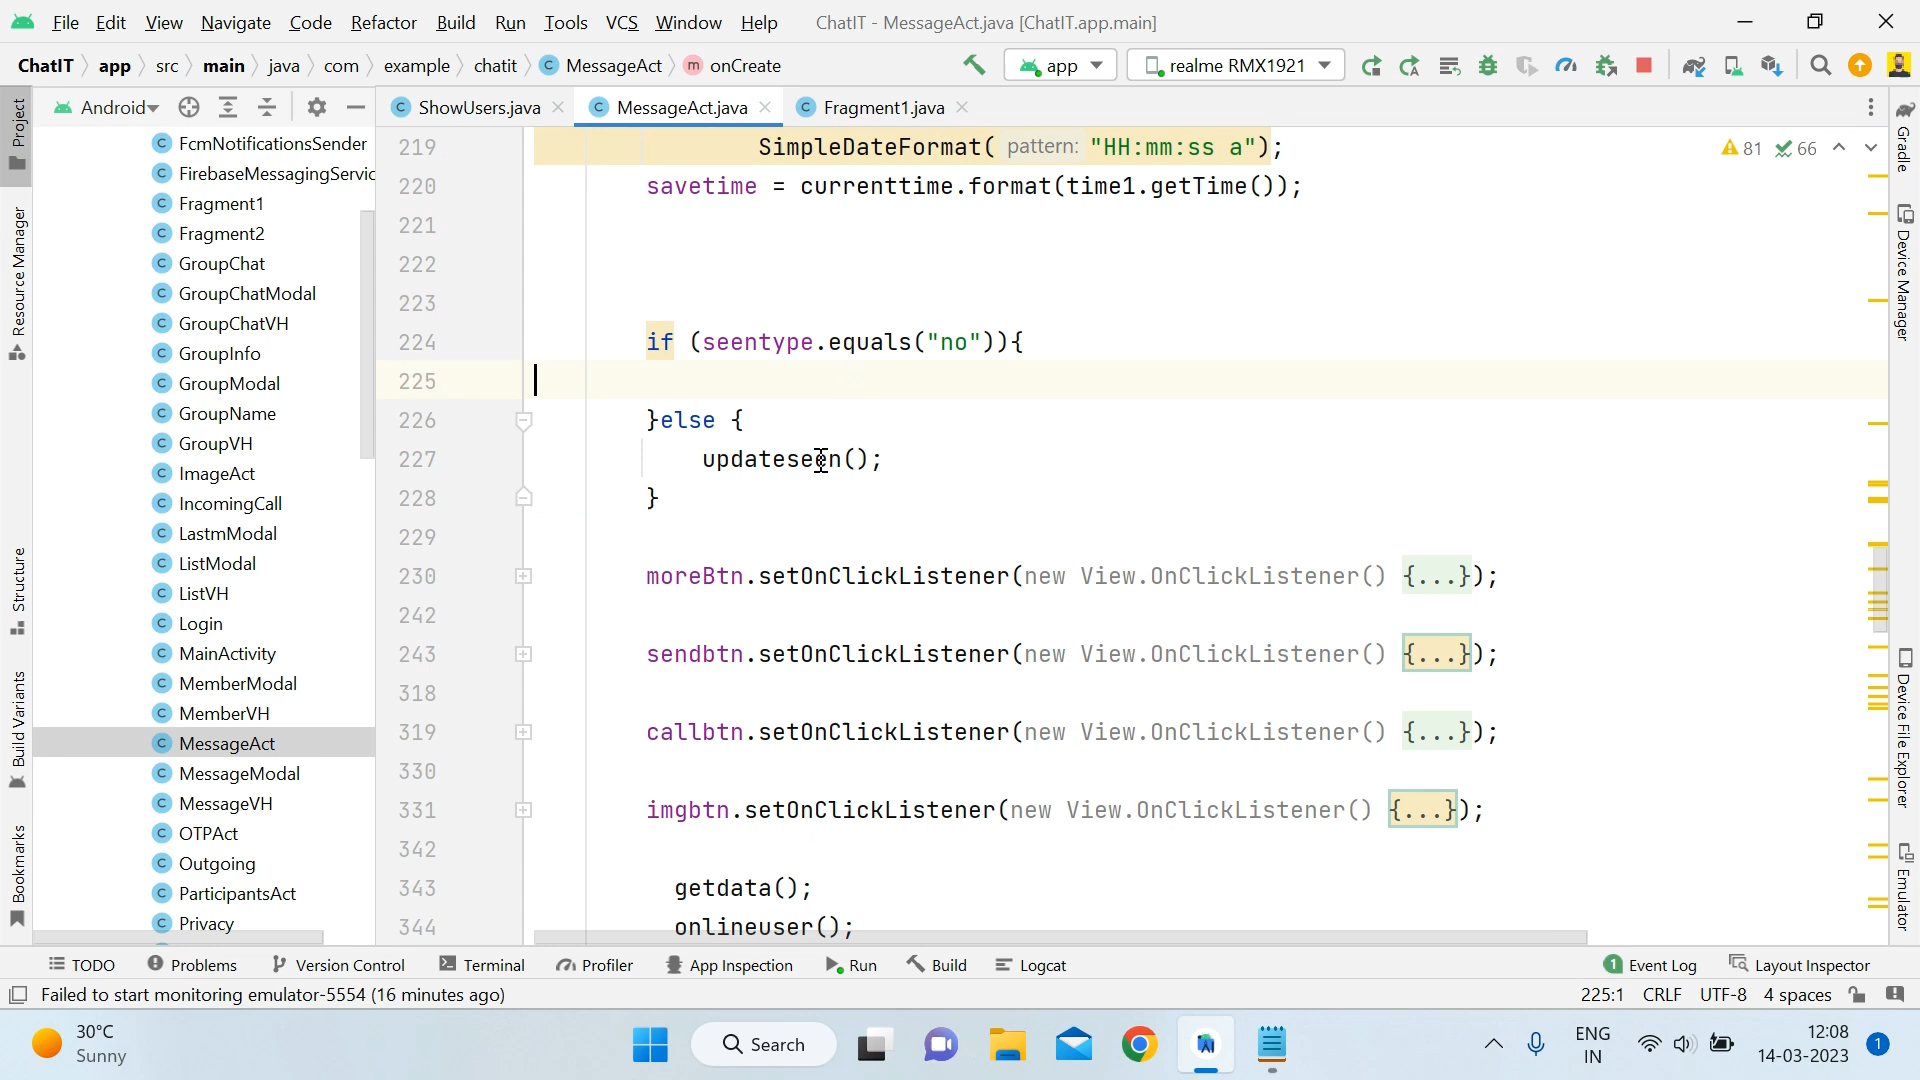 File Edit View Navigate Code Refactor Build Run Tools VCS Window Help ChatIT - MessageAct.java [ChatIT.app.main]
ChatIT app src main java com example chatit MessageAct onCreate app realme RMX1921
Android ShowUsers.java MessageAct.java Fragment1.java
Project
Resource Manager
Structure
Build Variants
Bookmarks
FcmNotificationsSender
FirebaseMessagingServic
Fragment1
Fragment2
GroupChat
GroupChatModal
GroupChatVH
GroupInfo
GroupModal
GroupName
GroupVH
ImageAct
IncomingCall
LastmModal
ListModal
ListVH
Login
MainActivity
MemberModal
MemberVH
MessageAct
MessageModal
MessageVH
OTPAct
Outgoing
ParticipantsAct
Privacy
219 SimpleDateFormat( pattern: "HH:mm:ss a");
220 savetime = currenttime.format(time1.getTime());
221
222
223
224 if (seentype.equals("no")){
225
226 }else {
227 updateseen();
228 }
229
230 moreBtn.setOnClickListener(new View.OnClickListener() {...});
242
243 sendbtn.setOnClickListener(new View.OnClickListener() {...});
318
319 callbtn.setOnClickListener(new View.OnClickListener() {...});
330
331 imgbtn.setOnClickListener(new View.OnClickListener() {...});
342
343 getdata();
344 onlineuser();
81 66
Gradle
Device Manager
Device File Explorer
Emulator
TODO Problems Version Control Terminal Profiler App Inspection Run Build Logcat 1 Event Log Layout Inspector
Failed to start monitoring emulator-5554 (16 minutes ago) 225:1 CRLF UTF-8 4 spaces
30°C
Sunny
Search
ENG
IN
12:08
14-03-2023
1